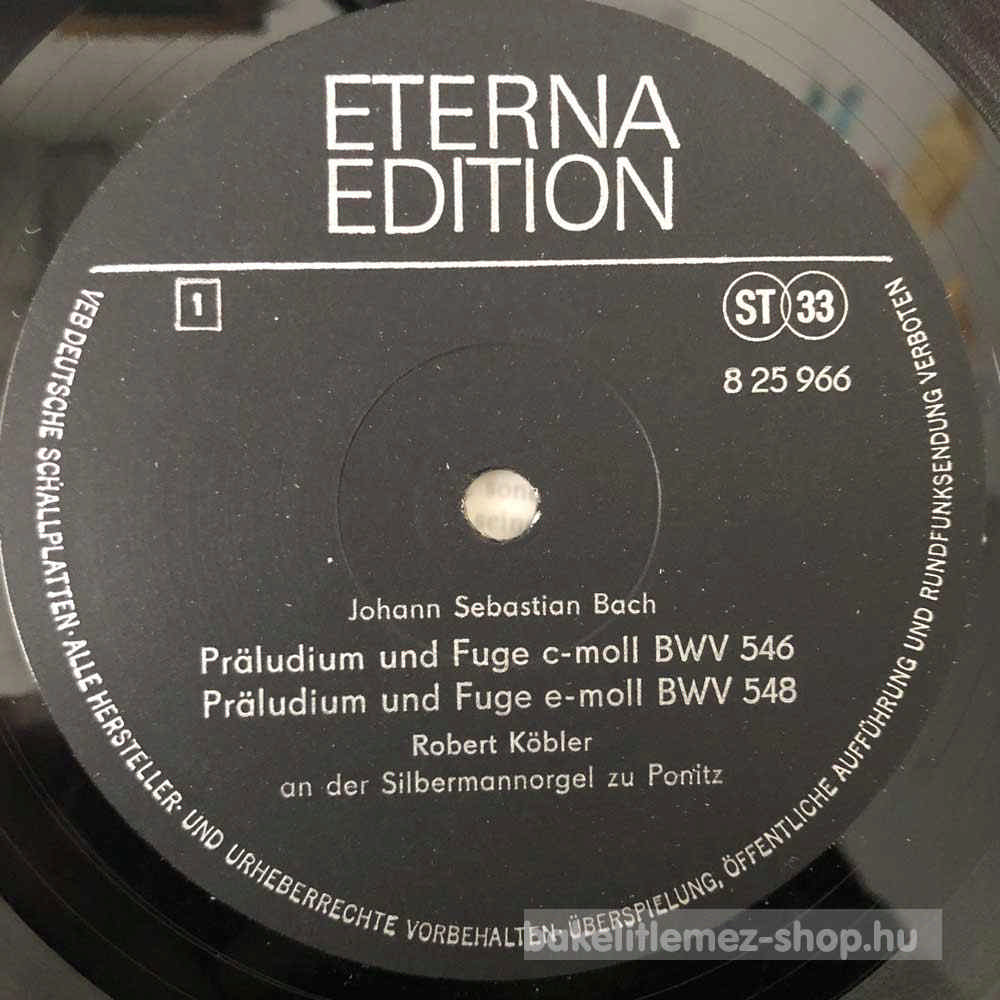 ETERNA
EDITION
1
ST 33
8 25 966
Johann Sebastian Bach
Präludium und Fuge c-moll BWV 546
Präludium und Fuge e-moll BWV 548
Robert Köbler
an der Silbermannorgel zu Ponitz
VEB DEUTSCHE SCHALLPLATTEN · ALLE HERSTELLER- UND URHEBERRECHTE VORBEHALTEN · ÜBERSPIELUNG, ÖFFENTLICHE AUFFÜHRUNG UND RUNDFUNKSENDUNG VERBOTEN
bakelitlemez-shop.hu